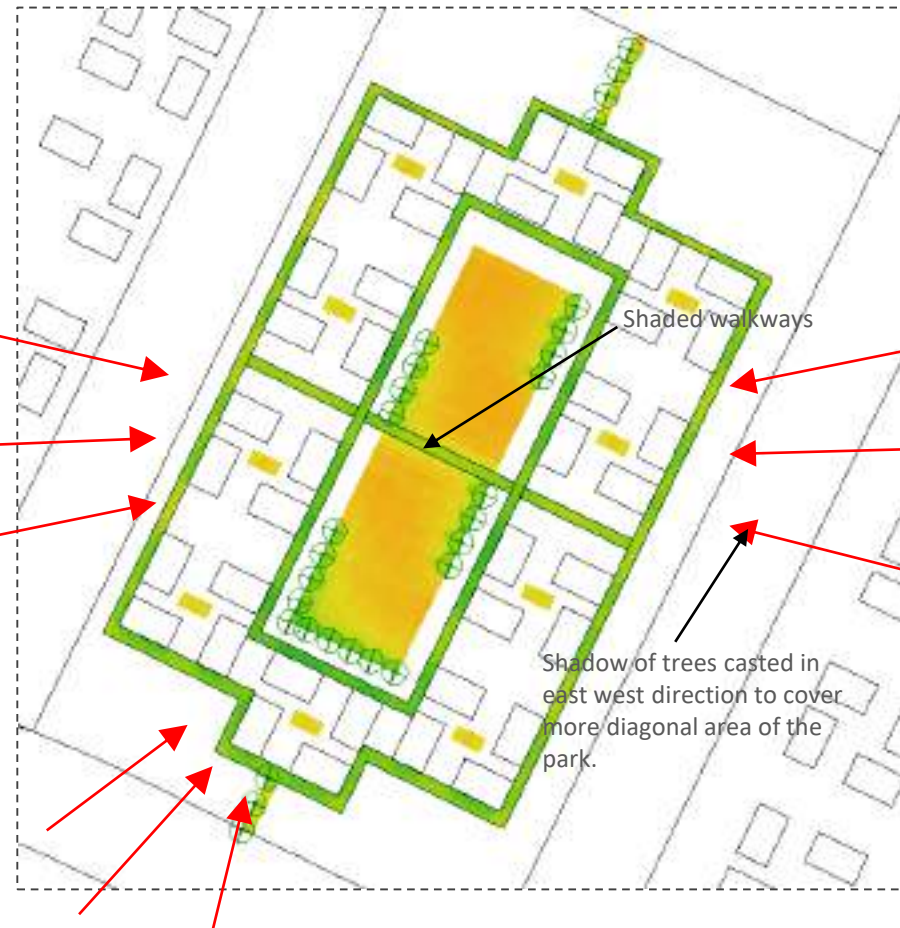 Shaded walkways
Shadow of trees casted in
east west direction to cover
more diagonal area of the
park.